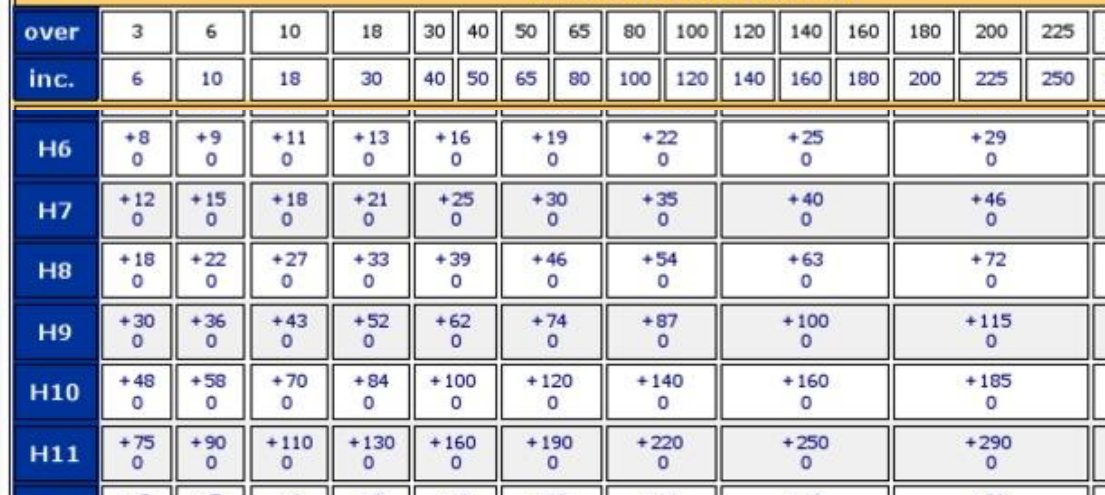 over 3 6 10 18 30 40 50 65 80 100 120 140 160 180 200 225
inc. 6 10 18 30 40 50 65 80 100 120 140 160 180 200 225 250
H6 +8 +9 +11 +13 +16 +19 +22 +25 +29
0 0 0 0 0 0 0 0 0
H7 +12 +15 +18 +21 +25 +30 +35 +40 +46
0 0 0 0 0 0 0 0 0
H8 +18 +22 +27 +33 +39 +46 +54 +63 +72
0 0 0 0 0 0 0 0 0
H9 +30 +36 +43 +52 +62 +74 +87 +100 +115
0 0 0 0 0 0 0 0 0
H10 +48 +58 +70 +84 +100 +120 +140 +160 +185
0 0 0 0 0 0 0 0 0
H11 +75 +90 +110 +130 +160 +190 +220 +250 +290
0 0 0 0 0 0 0 0 0